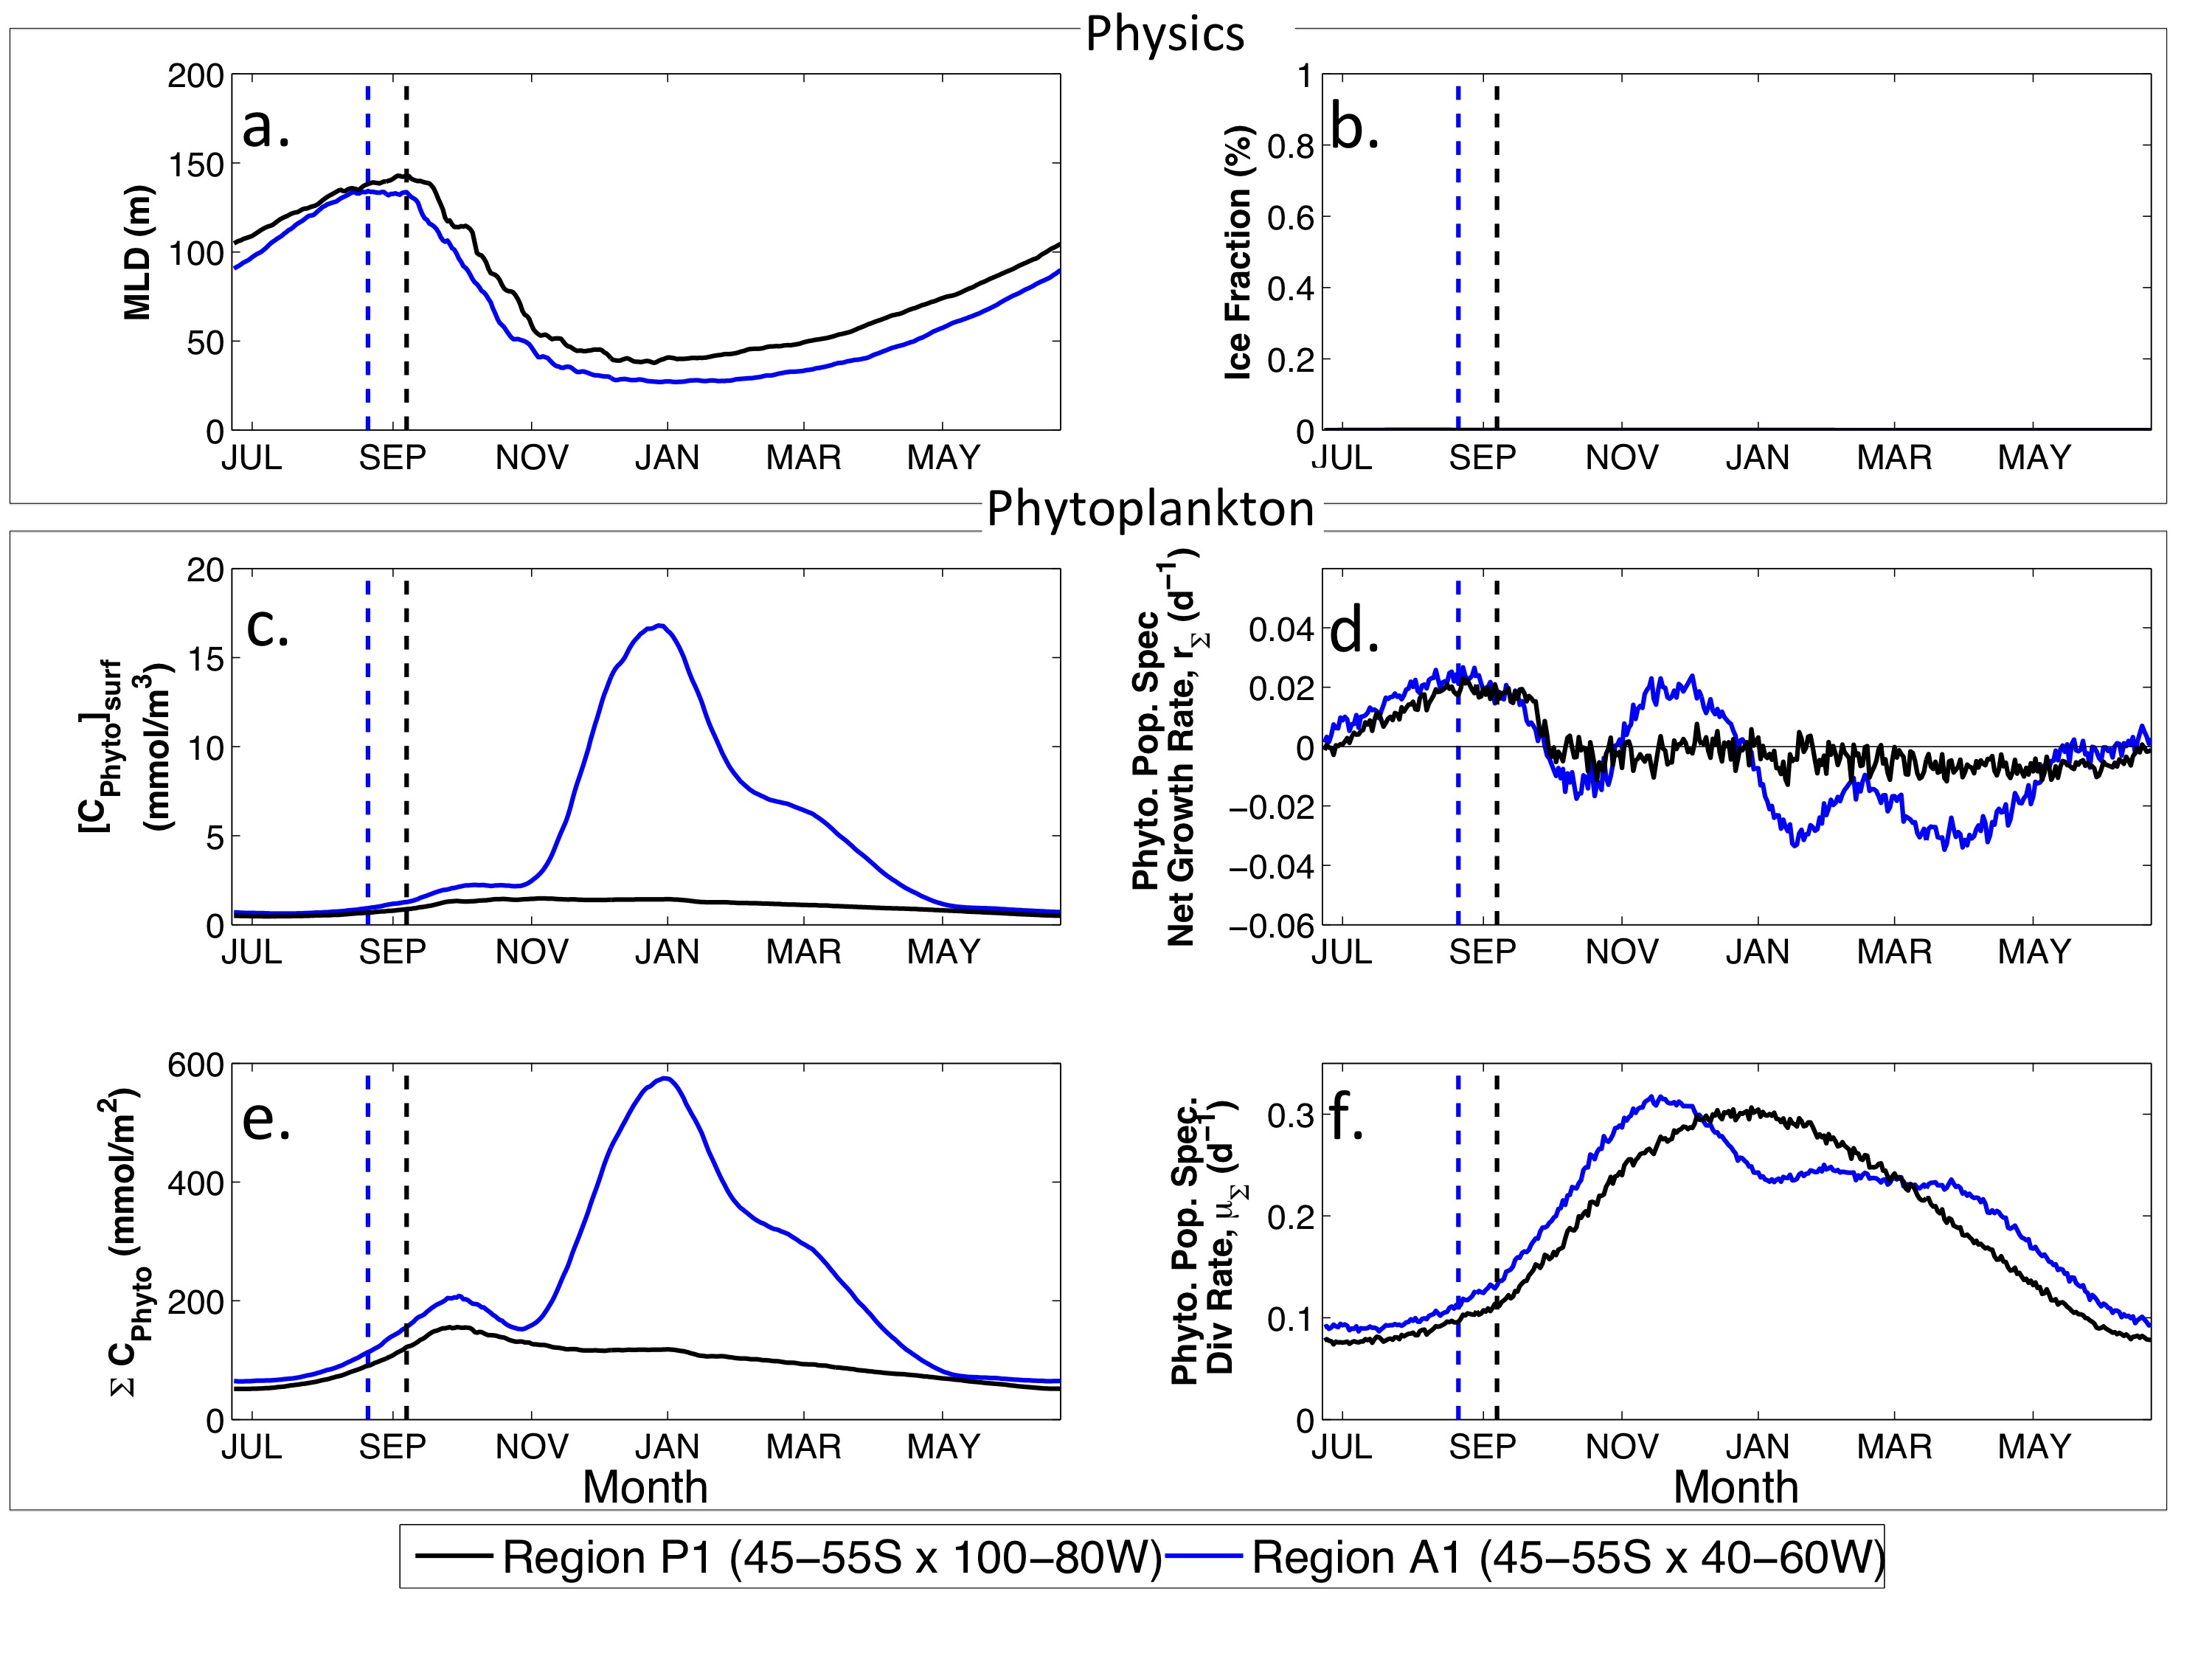 Physics
a.
MLD (m)
200
150
100
50
0
JUL SEP NOV JAN MAR MAY
b.
Ice Fraction (%)
1
0.8
0.6
0.4
0.2
0
JUL SEP NOV JAN MAR MAY
Phytoplankton
c.
[CPhyto]surf
(mmol/m3)
20
15
10
5
0
JUL SEP NOV JAN MAR MAY
d.
Phyto. Pop. Spec
Net Growth Rate, rΣ (d−1)
0.04
0.02
0
−0.02
−0.04
−0.06
JUL SEP NOV JAN MAR MAY
e.
Σ CPhyto (mmol/m2)
600
400
200
0
JUL SEP NOV JAN MAR MAY
Month
f.
Phyto. Pop. Spec.
Div Rate, μΣ (d−1)
0.3
0.2
0.1
0
JUL SEP NOV JAN MAR MAY
Month
Region P1 (45−55S x 100−80W) Region A1 (45−55S x 40−60W)